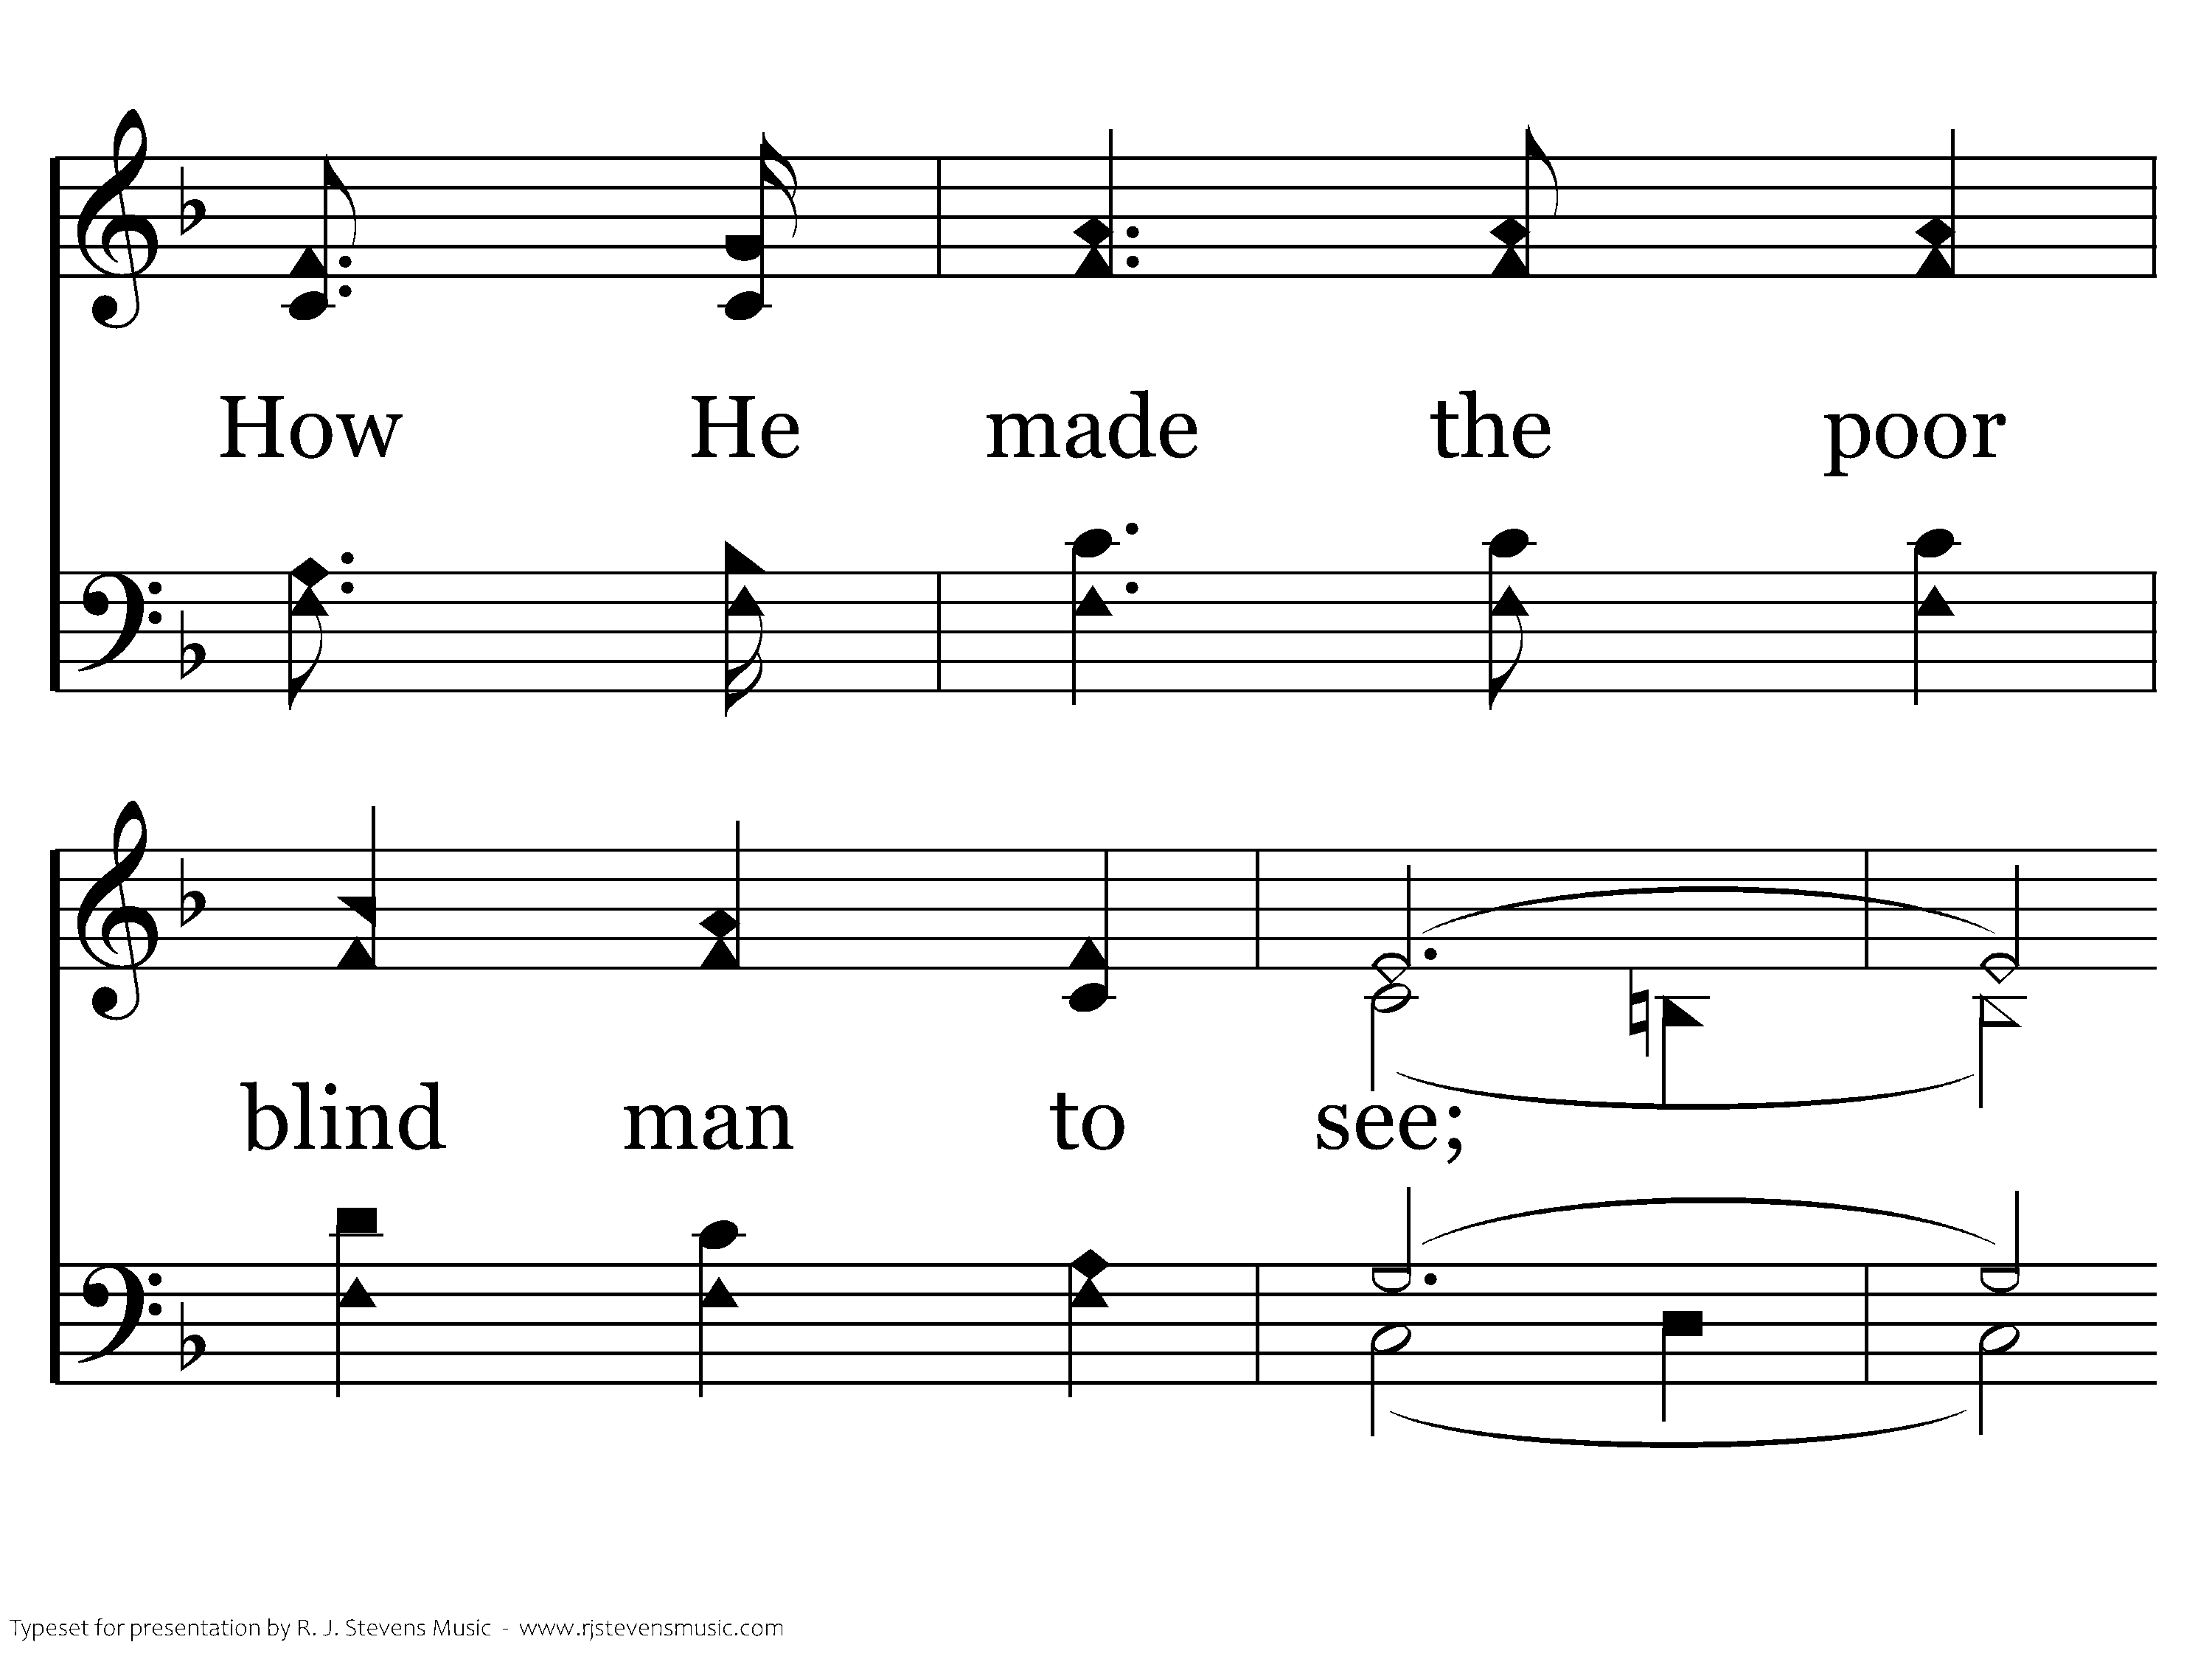 How He made the poor
blind man to see;
Typeset for presentation by R. J. Stevens Music - www.rjstevensmusic.com